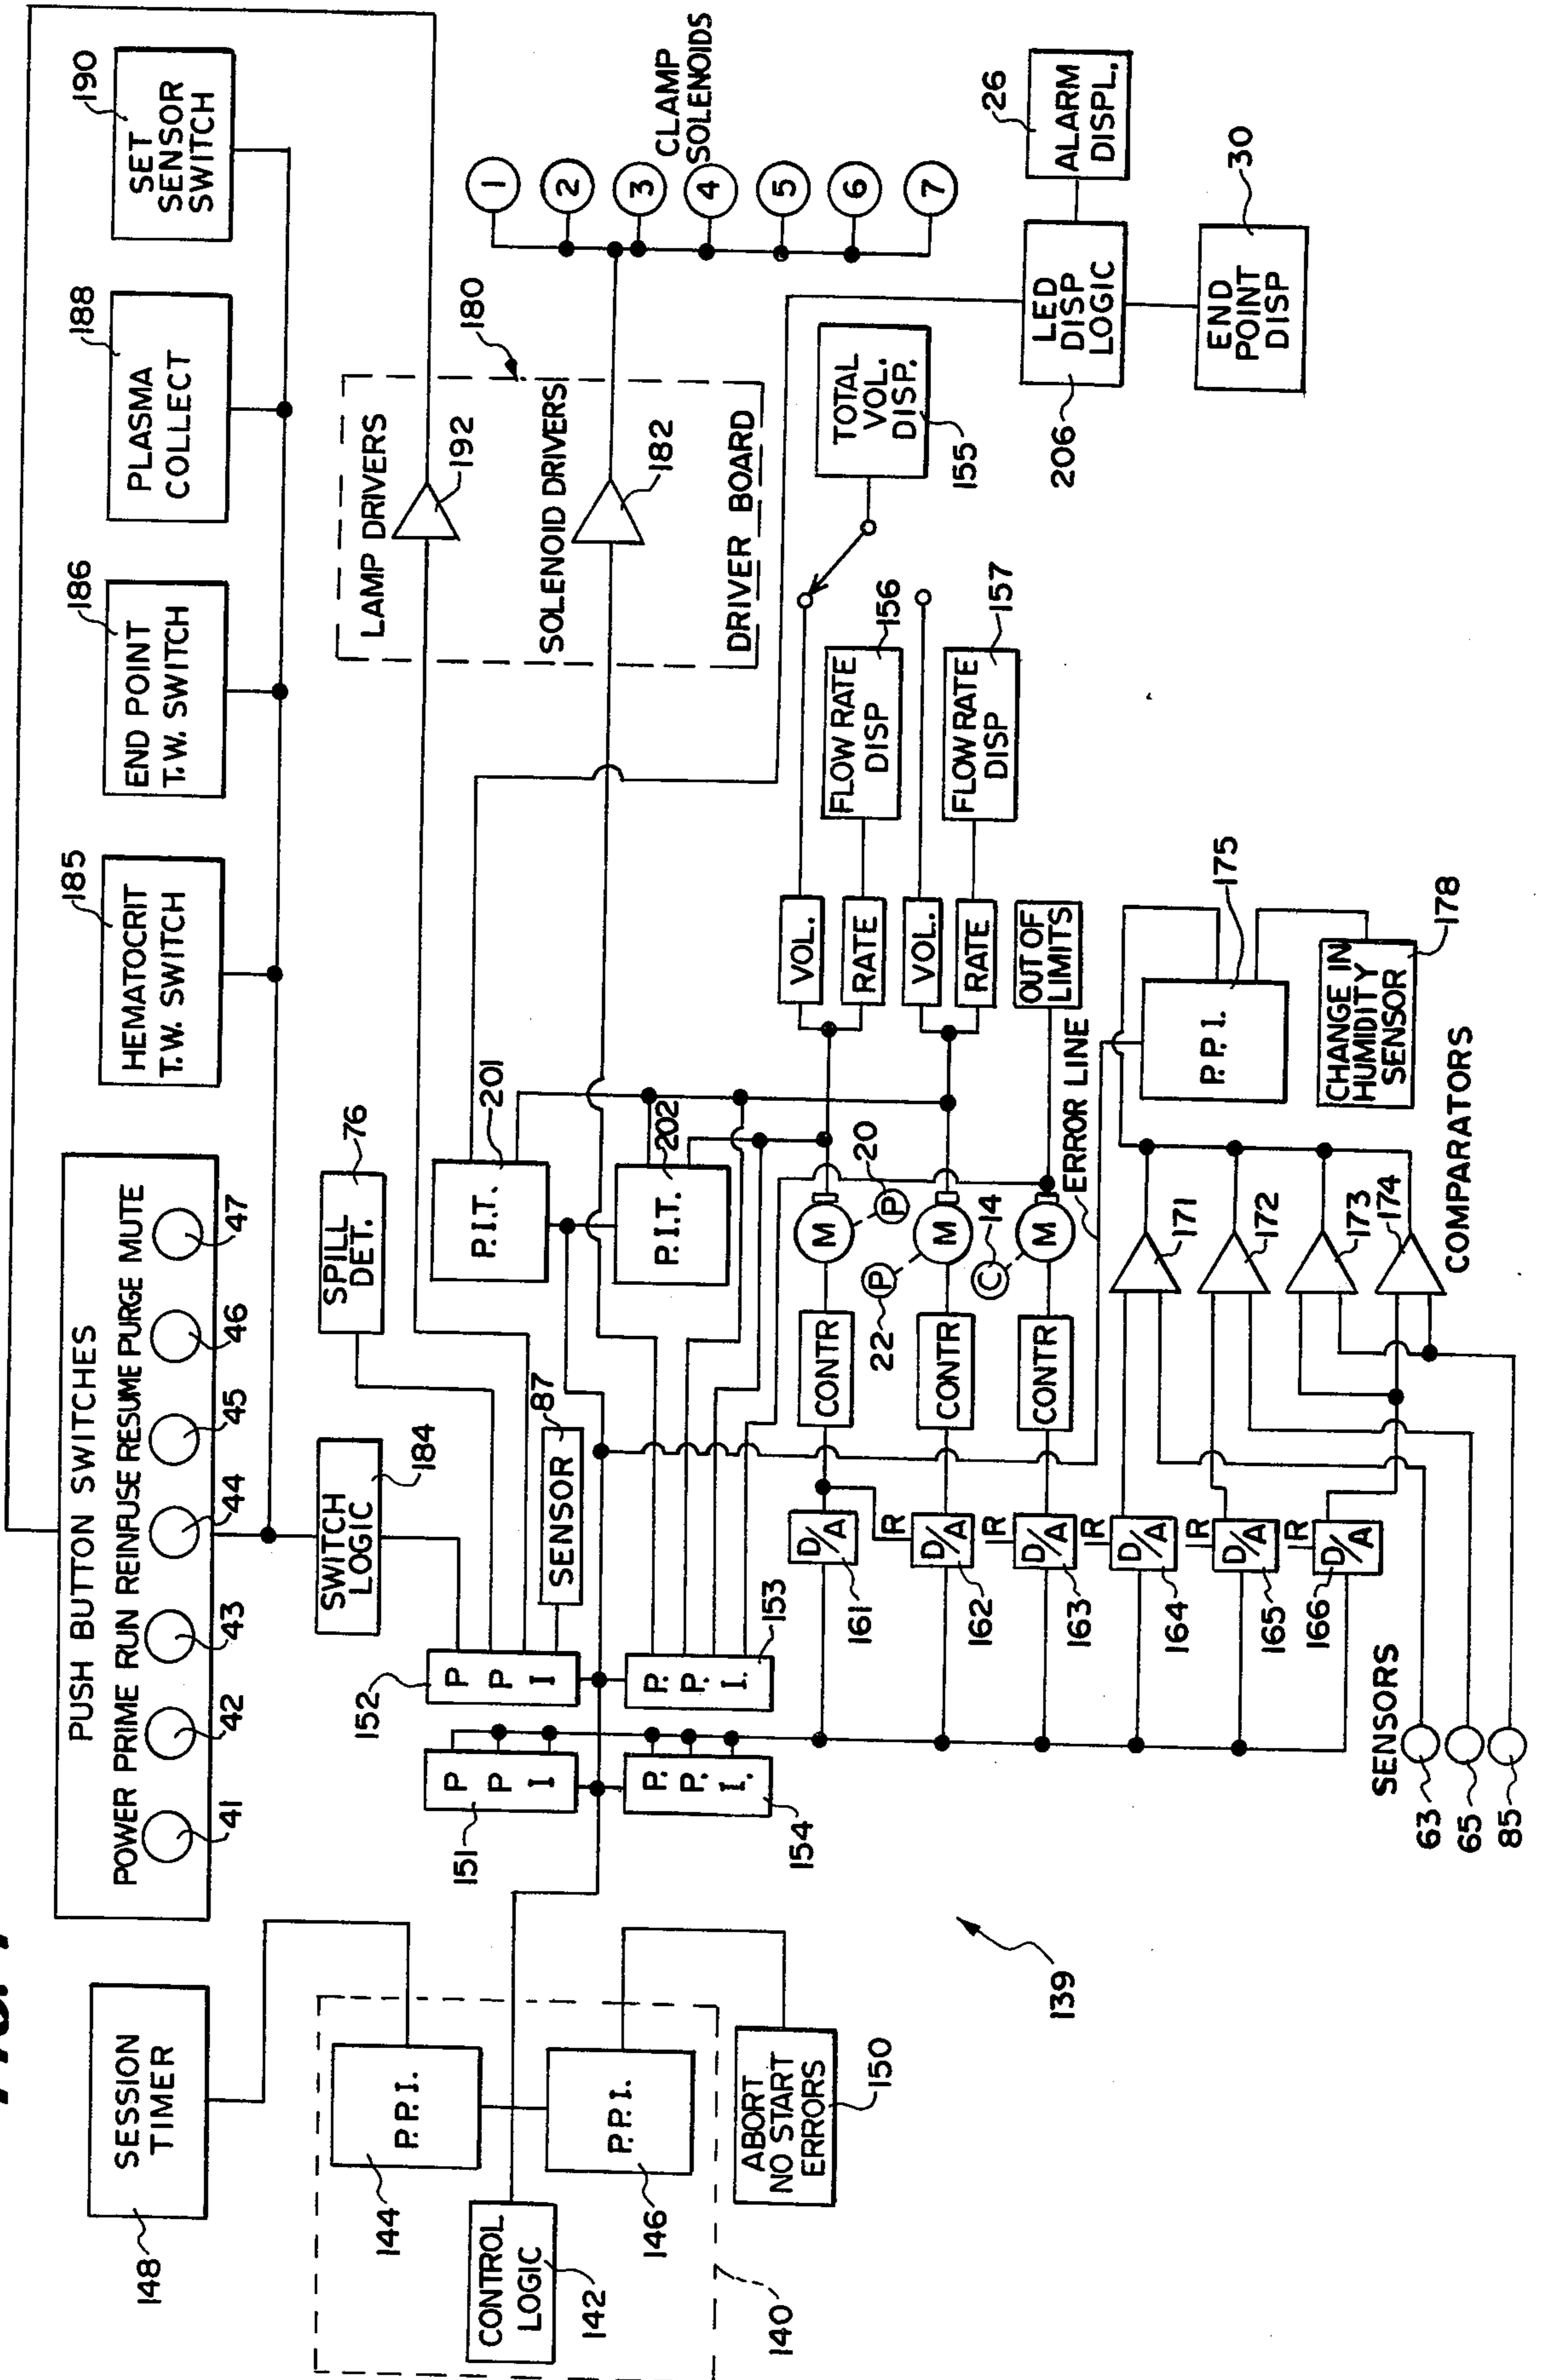 PUSH BUTTON SWITCHES
POWER PRIME RUN REINFUSE RESUME PURGE MUTE
41
42
43
44
45
46
47
SESSION
TIMER
148
HEMATOCRIT
T.W. SWITCH
185
END POINT
T.W. SWITCH
186
PLASMA
COLLECT
188
SET
SENSOR
SWITCH
190
SWITCH
LOGIC
184
SPILL
DET.
76
LAMP DRIVERS
192
SOLENOID DRIVERS
182
DRIVER BOARD
180
CLAMP
SOLENOIDS
1
2
3
4
5
6
7
P.P.I.
144
CONTROL
LOGIC
142
P.P.I.
146
140
ABORT
NO START
ERRORS
150
139
P
P
I
151
P
P
I
152
P.
P.
I.
153
P.
P.
I.
154
SENSOR
87
P.I.T.
201
P.I.T.
202
TOTAL
VOL.
DISP.
155
LED
DISP
LOGIC
206
ALARM
DISPL.
26
END
POINT
DISP
30
D/A
161
CONTR
M
P
20
VOL.
RATE
FLOW RATE
DISP
156
IR
D/A
162
CONTR
P
22
M
VOL.
RATE
FLOW RATE
DISP
157
IR
D/A
163
CONTR
C
14
M
OUT OF
LIMITS
ERROR LINE
D/A
164
IR
D/A
165
IR
D/A
166
171
172
173
174
COMPARATORS
P.P.I.
175
CHANGE IN
HUMIDITY
SENSOR
178
SENSORS
63
65
85